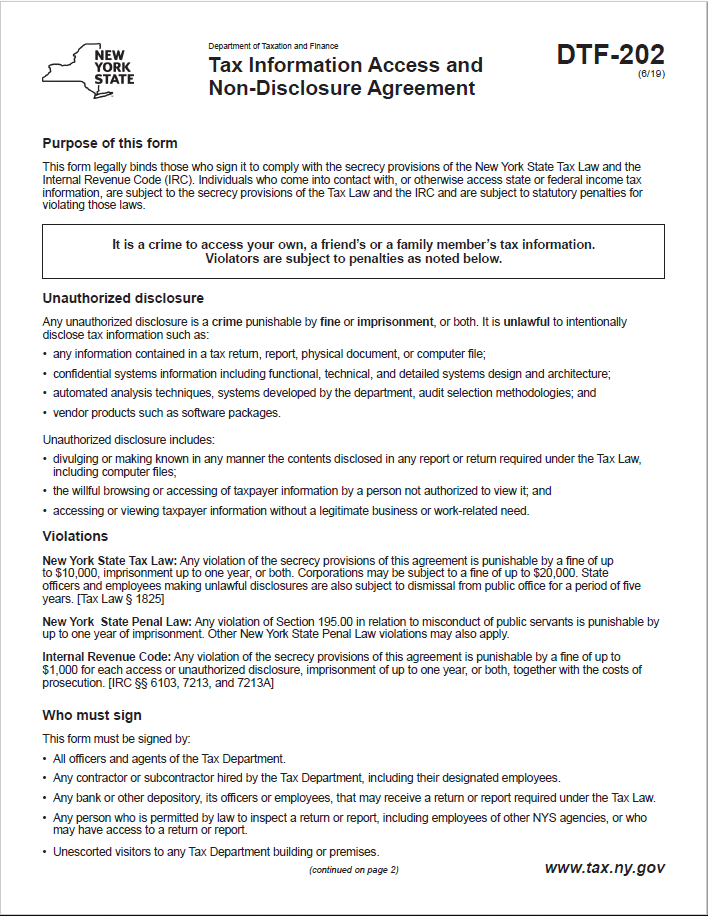 NEW
YORK
STATE
Department of Taxation and Finance
Tax Information Access and
Non-Disclosure Agreement
DTF-202
(6/19)
Purpose of this form
This form legally binds those who sign it to comply with the secrecy provisions of the New York State Tax Law and the
Internal Revenue Code (IRC). Individuals who come into contact with, or otherwise access state or federal income tax
information, are subject to the secrecy provisions of the Tax Law and the IRC and are subject to statutory penalties for
violating those laws.
It is a crime to access your own, a friend's or a family member's tax information.
Violators are subject to penalties as noted below.
Unauthorized disclosure
Any unauthorized disclosure is a crime punishable by fine or imprisonment, or both. It is unlawful to intentionally
disclose tax information such as:
• any information contained in a tax return, report, physical document, or computer file;
• confidential systems information including functional, technical, and detailed systems design and architecture;
• automated analysis techniques, systems developed by the department, audit selection methodologies; and
• vendor products such as software packages.
Unauthorized disclosure includes:
• divulging or making known in any manner the contents disclosed in any report or return required under the Tax Law,
including computer files;
• the willful browsing or accessing of taxpayer information by a person not authorized to view it; and
• accessing or viewing taxpayer information without a legitimate business or work-related need.
Violations
New York State Tax Law: Any violation of the secrecy provisions of this agreement is punishable by a fine of up
to $10,000, imprisonment up to one year, or both. Corporations may be subject to a fine of up to $20,000. State
officers and employees making unlawful disclosures are also subject to dismissal from public office for a period of five
years. [Tax Law § 1825]
New York State Penal Law: Any violation of Section 195.00 in relation to misconduct of public servants is punishable by
up to one year of imprisonment. Other New York State Penal Law violations may also apply.
Internal Revenue Code: Any violation of the secrecy provisions of this agreement is punishable by a fine of up to
$1,000 for each access or unauthorized disclosure, imprisonment of up to one year, or both, together with the costs of
prosecution. [IRC §§ 6103, 7213, and 7213A]
Who must sign
This form must be signed by:
• All officers and agents of the Tax Department.
• Any contractor or subcontractor hired by the Tax Department, including their designated employees.
• Any bank or other depository, its officers or employees, that may receive a return or report required under the Tax Law.
• Any person who is permitted by law to inspect a return or report, including employees of other NYS agencies, or who
may have access to a return or report.
• Unescorted visitors to any Tax Department building or premises.
(continued on page 2)
www.tax.ny.gov